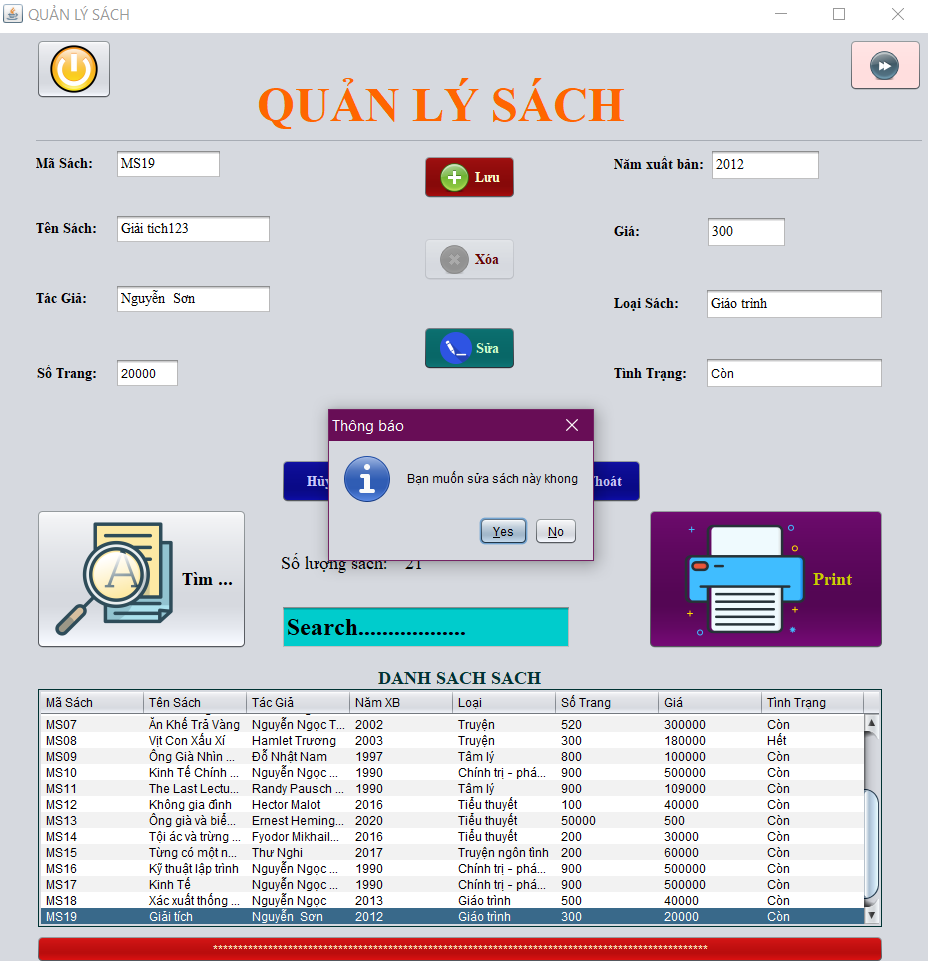 QUẢN LÝ SÁCH
QUẢN LÝ SÁCH
Mã Sách: MS19
Lưu
Năm xuất bản: 2012
Tên Sách: Giải tich123
Giá: 300
Xóa
Tác Giả: Nguyễn Sơn
Loại Sách: Giáo trình
Sửa
Số Trang: 20000
Tình Trạng: Còn
Thông báo
Bạn muốn sửa sách này khong
Yes No
Tìm ...
Số lượng sách: 21
Print
Search..................
DANH SACH SACH
Mã Sách Tên Sách Tác Giả Năm XB Loại Số Trang Giá Tình Trạng
MS07 Ăn Khế Trả Vàng Nguyễn Ngọc T... 2002 Truyện 520 300000 Còn
MS08 Vịt Con Xấu Xí Hamlet Trương 2003 Truyện 300 180000 Hết
MS09 Ông Già Nhìn ... Đỗ Nhật Nam 1997 Tâm lý 800 100000 Còn
MS10 Kinh Tế Chính ... Nguyễn Ngọc ... 1990 Chính trị – phá... 900 500000 Còn
MS11 The Last Lectu... Randy Pausch ... 1990 Tâm lý 900 109000 Còn
MS12 Không gia đình Hector Malot 2016 Tiểu thuyết 100 40000 Còn
MS13 Ông già và biể... Ernest Heming... 2020 Tiểu thuyết 50000 500 Còn
MS14 Tội ác và trừng ... Fyodor Mikhail... 2016 Tiểu thuyết 200 30000 Còn
MS15 Từng có một n... Thư Nghi 2017 Truyện ngôn tình 200 60000 Còn
MS16 Kỹ thuật lập trình Nguyễn Ngọc ... 1990 Chính trị – phá... 900 500000 Còn
MS17 Kinh Tế Nguyễn Ngọc ... 1990 Chính trị – phá... 900 500000 Còn
MS18 Xác xuất thống ... Nguyễn Ngọc 2013 Giáo trình 500 40000 Còn
MS19 Giải tích Nguyễn Sơn 2012 Giáo trình 300 20000 Còn